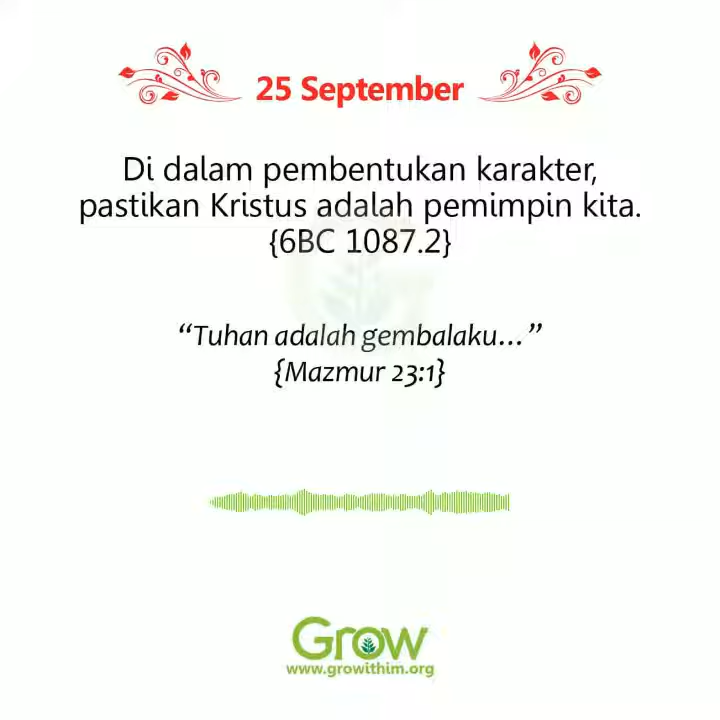 25 September
Di dalam pembentukan karakter,
pastikan Kristus adalah pemimpin kita.
{6BC 1087.2}
“Tuhan adalah gembalaku...”
{Mazmur 23:1}
Grow
www.growithim.org